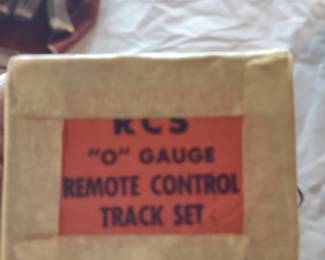 RCS
"O" GAUGE
REMOTE CONTROL
TRACK SET